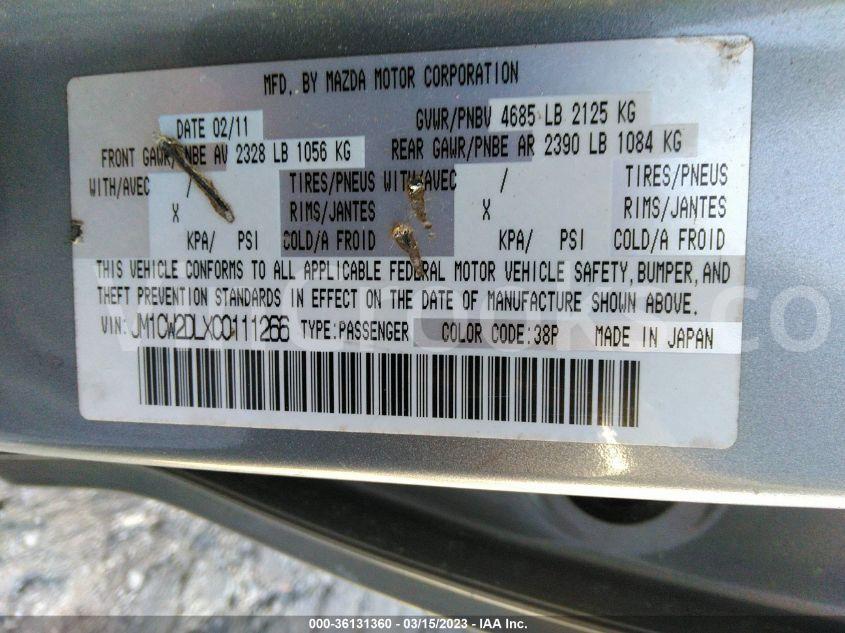 MFD. BY MAZDA MOTOR CORPORATION
DATE 02/11 GVWR/PNBV 4685 LB 2125 KG
FRONT GAWR/PNBE AV 2328 LB 1056 KG REAR GAWR/PNBE AR 2390 LB 1084 KG
WITH/AVEC / TIRES/PNEUS WITH/AVEC / TIRES/PNEUS
X RIMS/JANTES X RIMS/JANTES
KPA/ PSI COLD/A FROID KPA/ PSI COLD/A FROID
THIS VEHICLE CONFORMS TO ALL APPLICABLE FEDERAL MOTOR VEHICLE SAFETY,BUMPER,AND
THEFT PREVENTION STANDARDS IN EFFECT ON THE DATE OF MANUFACTURE SHOWN ABOVE.
VIN: JM1CW2DLXC0111266 TYPE:PASSENGER COLOR CODE:38P MADE IN JAPAN
000-36131360 - 03/15/2023 - IAA Inc.